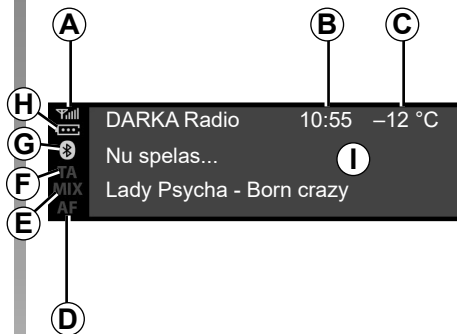 A
B
C
H
G
F
E
D
I
TA
MIX
AF
DARKA Radio 10:55 –12 °C
Nu spelas...
Lady Psycha - Born crazy